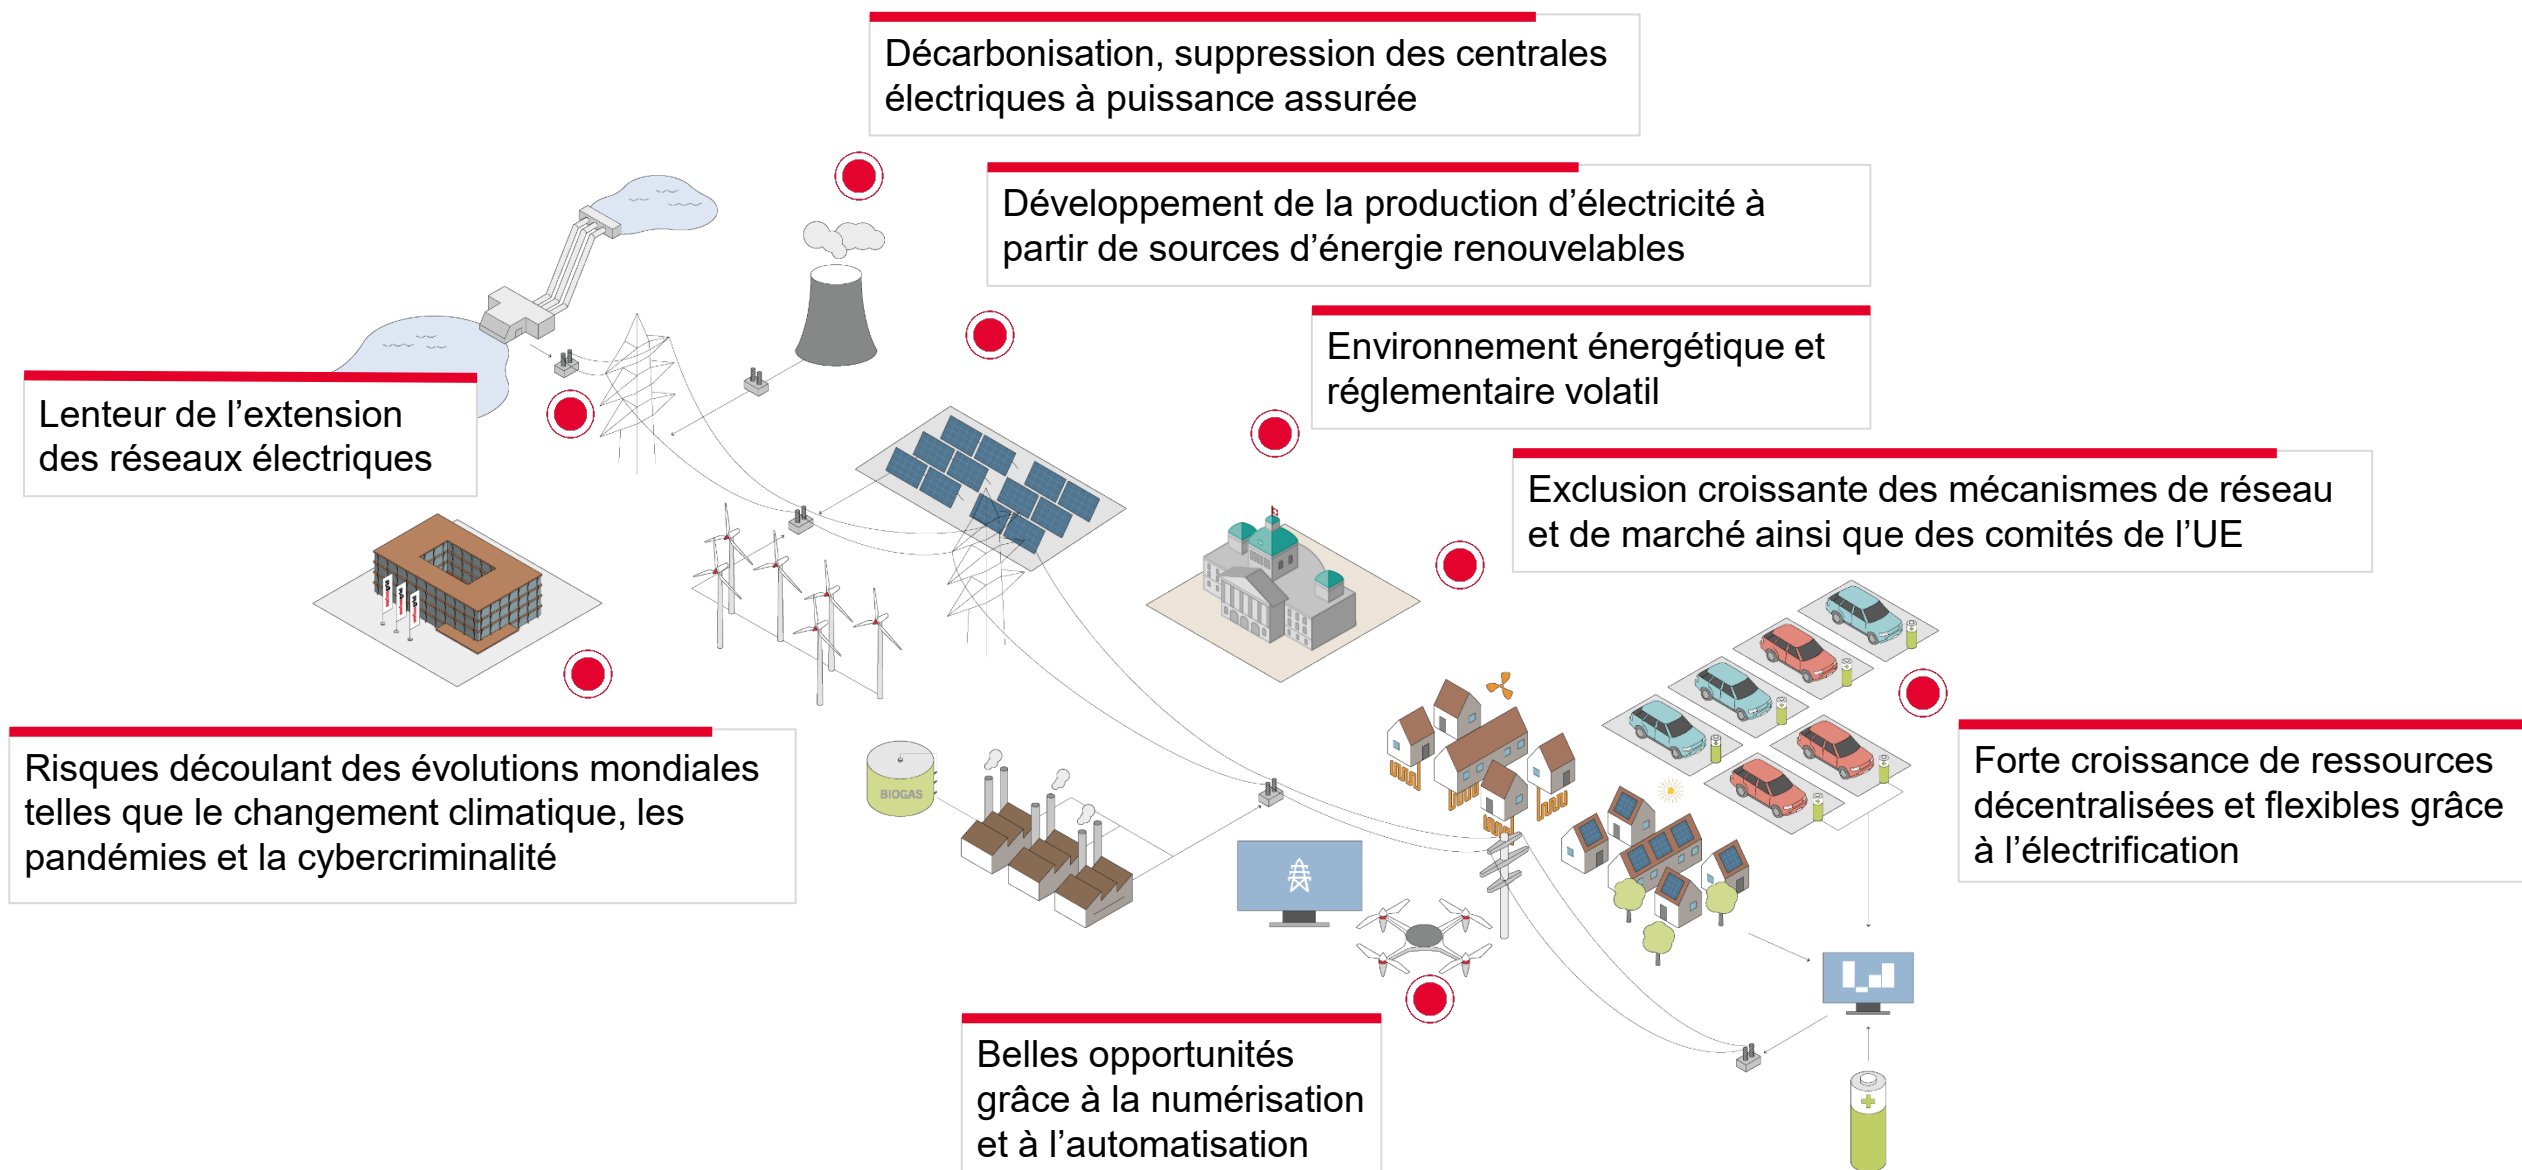 Décarbonisation, suppression des centrales
électriques à puissance assurée
Développement de la production d’électricité à
partir de sources d’énergie renouvelables
Environnement énergétique et
réglementaire volatil
Lenteur de l’extension
des réseaux électriques
Exclusion croissante des mécanismes de réseau
et de marché ainsi que des comités de l’UE
Risques découlant des évolutions mondiales
telles que le changement climatique, les
pandémies et la cybercriminalité
BIOGAS
Forte croissance de ressources
décentralisées et flexibles grâce
à l’électrification
Belles opportunités
grâce à la numérisation
et à l’automatisation